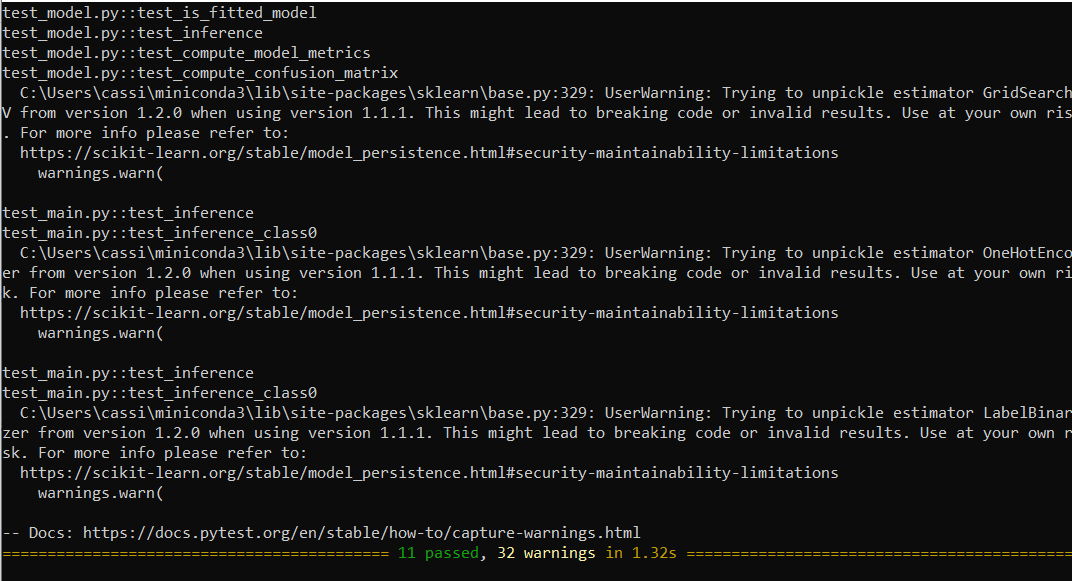 test_model.py::test_is_fitted_model
test_model.py::test_inference
test_model.py::test_compute_model_metrics
test_model.py::test_compute_confusion_matrix
  C:\Users\cassi\miniconda3\lib\site-packages\sklearn\base.py:329: UserWarning: Trying to unpickle estimator GridSearch
V from version 1.2.0 when using version 1.1.1. This might lead to breaking code or invalid results. Use at your own ris
. For more info please refer to:
  https://scikit-learn.org/stable/model_persistence.html#security-maintainability-limitations
    warnings.warn(

test_main.py::test_inference
test_main.py::test_inference_class0
  C:\Users\cassi\miniconda3\lib\site-packages\sklearn\base.py:329: UserWarning: Trying to unpickle estimator OneHotEnco
er from version 1.2.0 when using version 1.1.1. This might lead to breaking code or invalid results. Use at your own ri
k. For more info please refer to:
  https://scikit-learn.org/stable/model_persistence.html#security-maintainability-limitations
    warnings.warn(

test_main.py::test_inference
test_main.py::test_inference_class0
  C:\Users\cassi\miniconda3\lib\site-packages\sklearn\base.py:329: UserWarning: Trying to unpickle estimator LabelBinar
zer from version 1.2.0 when using version 1.1.1. This might lead to breaking code or invalid results. Use at your own r
sk. For more info please refer to:
  https://scikit-learn.org/stable/model_persistence.html#security-maintainability-limitations
    warnings.warn(

-- Docs: https://docs.pytest.org/en/stable/how-to/capture-warnings.html
=========================================== 11 passed, 32 warnings in 1.32s ===========================================